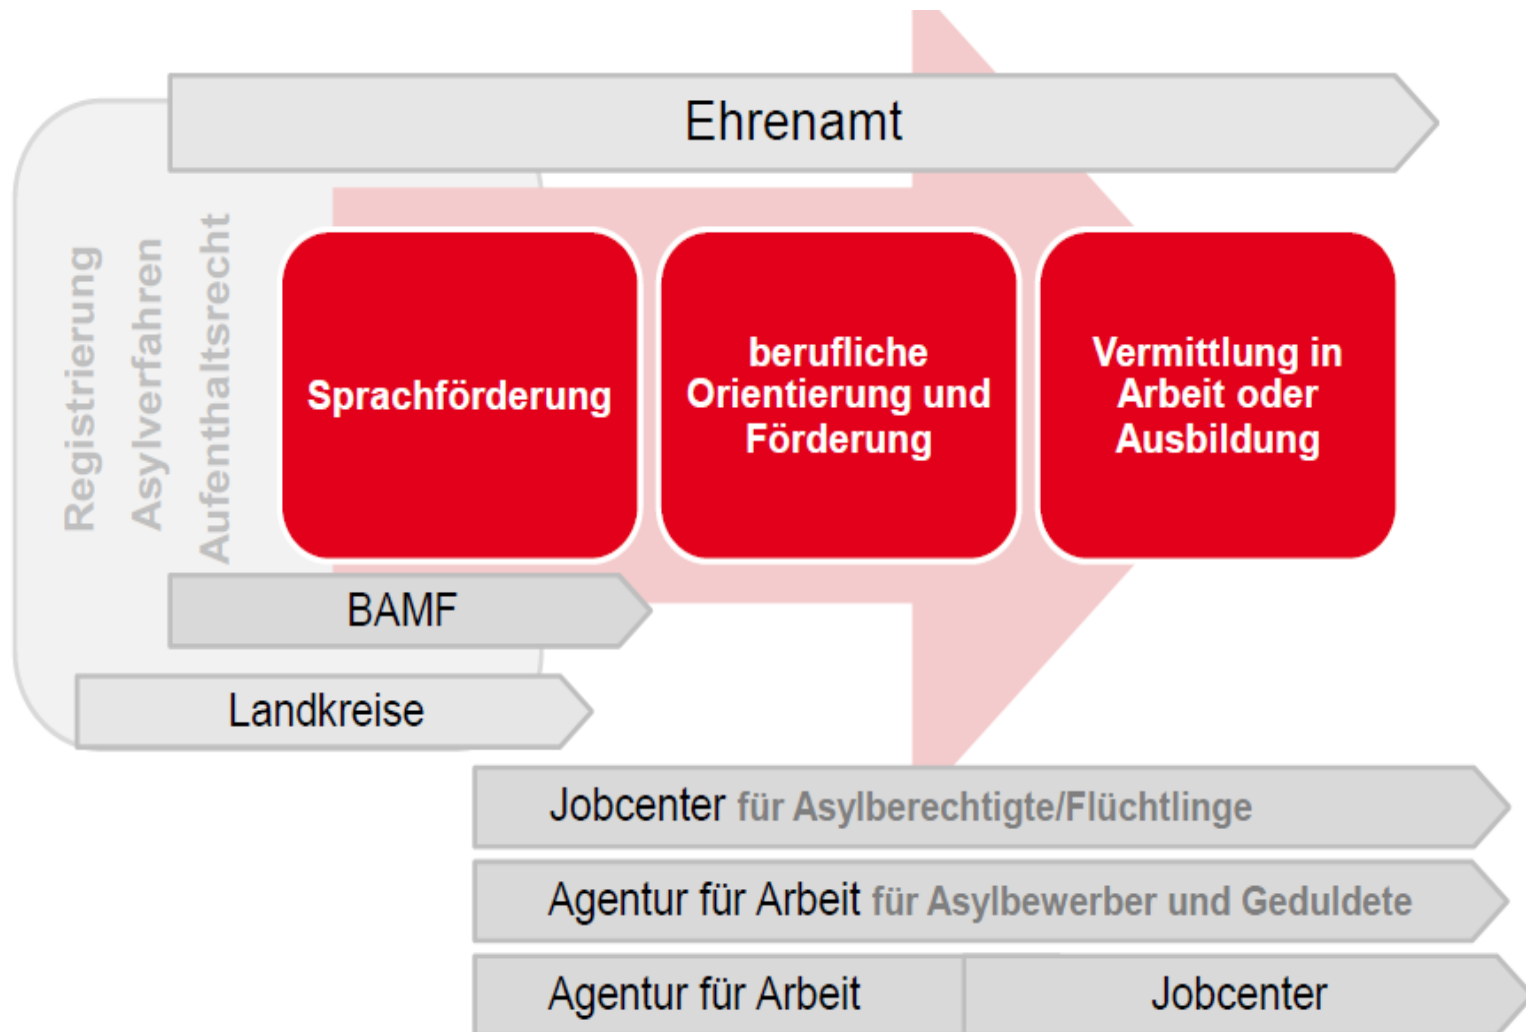 Ehrenamt
Registrierung
Asylverfahren
Aufenthaltsrecht
Sprachförderung
berufliche
Orientierung und
Förderung
Vermittlung in
Arbeit oder
Ausbildung
BAMF
Landkreise
Jobcenter für Asylberechtigte/Flüchtlinge
Agentur für Arbeit für Asylbewerber und Geduldete
Agentur für Arbeit
Jobcenter